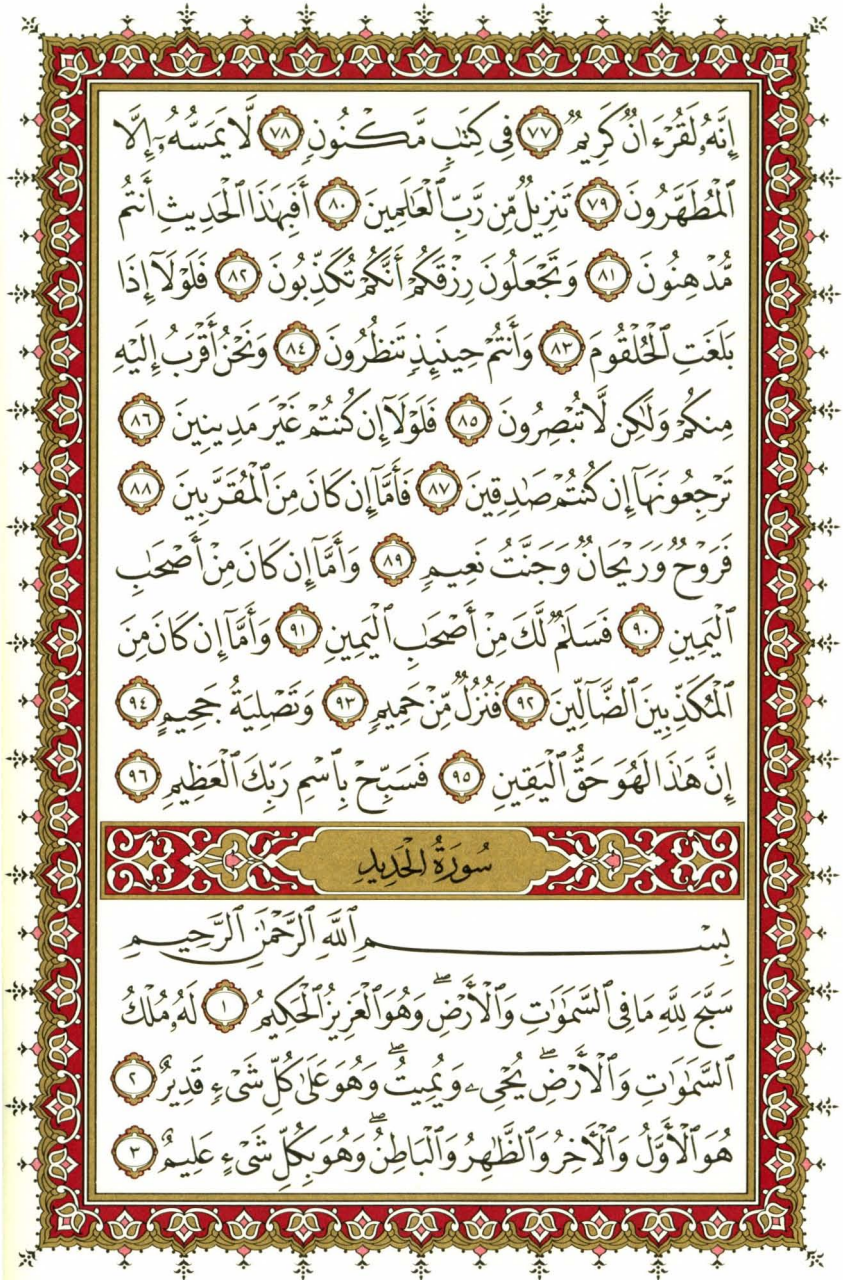 إِنَّهُۥ لَقُرْءَانٌ كَرِيمٌ ٧٧ فِى كِتَٰبٍ مَّكْنُونٍ ٧٨ لَّا يَمَسُّهُۥٓ إِلَّا
ٱلْمُطَهَّرُونَ ٧٩ تَنزِيلٌ مِّن رَّبِّ ٱلْعَٰلَمِينَ ٨٠ أَفَبِهَٰذَا ٱلْحَدِيثِ أَنتُم
مُّدْهِنُونَ ٨١ وَتَجْعَلُونَ رِزْقَكُمْ أَنَّكُمْ تُكَذِّبُونَ ٨٢ فَلَوْلَآ إِذَا
بَلَغَتِ ٱلْحُلْقُومَ ٨٣ وَأَنتُمْ حِينَئِذٍ تَنظُرُونَ ٨٤ وَنَحْنُ أَقْرَبُ إِلَيْهِ
مِنكُمْ وَلَٰكِن لَّا تُبْصِرُونَ ٨٥ فَلَوْلَآ إِن كُنتُمْ غَيْرَ مَدِينِينَ ٨٦
تَرْجِعُونَهَآ إِن كُنتُمْ صَٰدِقِينَ ٨٧ فَأَمَّآ إِن كَانَ مِنَ ٱلْمُقَرَّبِينَ ٨٨
فَرَوْحٌ وَرَيْحَانٌ وَجَنَّتُ نَعِيمٍ ٨٩ وَأَمَّآ إِن كَانَ مِنْ أَصْحَٰبِ
ٱلْيَمِينِ ٩٠ فَسَلَٰمٌ لَّكَ مِنْ أَصْحَٰبِ ٱلْيَمِينِ ٩١ وَأَمَّآ إِن كَانَ مِنَ
ٱلْمُكَذِّبِينَ ٱلضَّآلِّينَ ٩٢ فَنُزُلٌ مِّنْ حَمِيمٍ ٩٣ وَتَصْلِيَةُ جَحِيمٍ ٩٤
إِنَّ هَٰذَا لَهُوَ حَقُّ ٱلْيَقِينِ ٩٥ فَسَبِّحْ بِٱسْمِ رَبِّكَ ٱلْعَظِيمِ ٩٦
سُورَةُ الْحَدِيدِ
بِسْمِ ٱللَّهِ ٱلرَّحْمَٰنِ ٱلرَّحِيمِ
سَبَّحَ لِلَّهِ مَا فِى ٱلسَّمَٰوَٰتِ وَٱلْأَرْضِ ۖ وَهُوَ ٱلْعَزِيزُ ٱلْحَكِيمُ ١ لَهُۥ مُلْكُ
ٱلسَّمَٰوَٰتِ وَٱلْأَرْضِ ۖ يُحْىِۦ وَيُمِيتُ ۖ وَهُوَ عَلَىٰ كُلِّ شَىْءٍ قَدِيرٌ ٢
هُوَ ٱلْأَوَّلُ وَٱلْءَاخِرُ وَٱلظَّٰهِرُ وَٱلْبَاطِنُ ۖ وَهُوَ بِكُلِّ شَىْءٍ عَلِيمٌ ٣